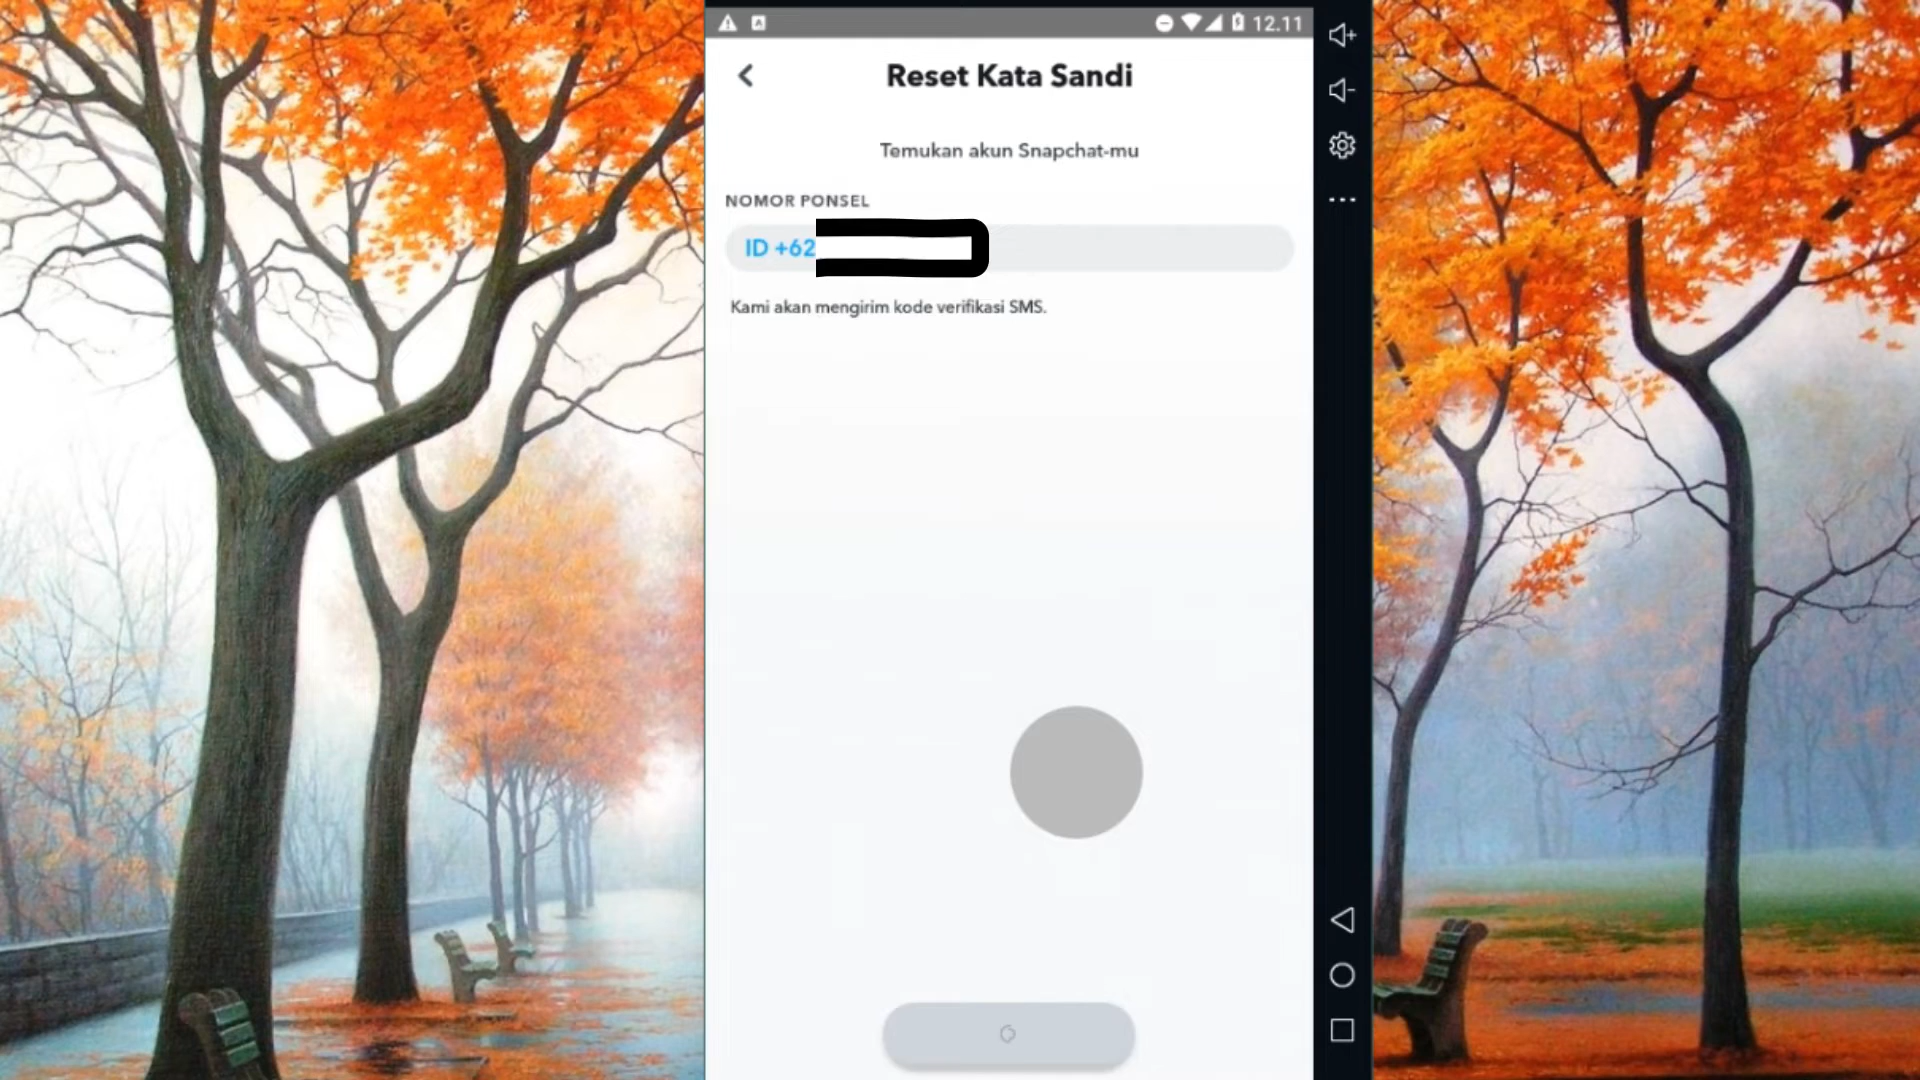 12.11
Reset Kata Sandi
Temukan akun Snapchat-mu
NOMOR PONSEL
ID +62
Kami akan mengirim kode verifikasi SMS.